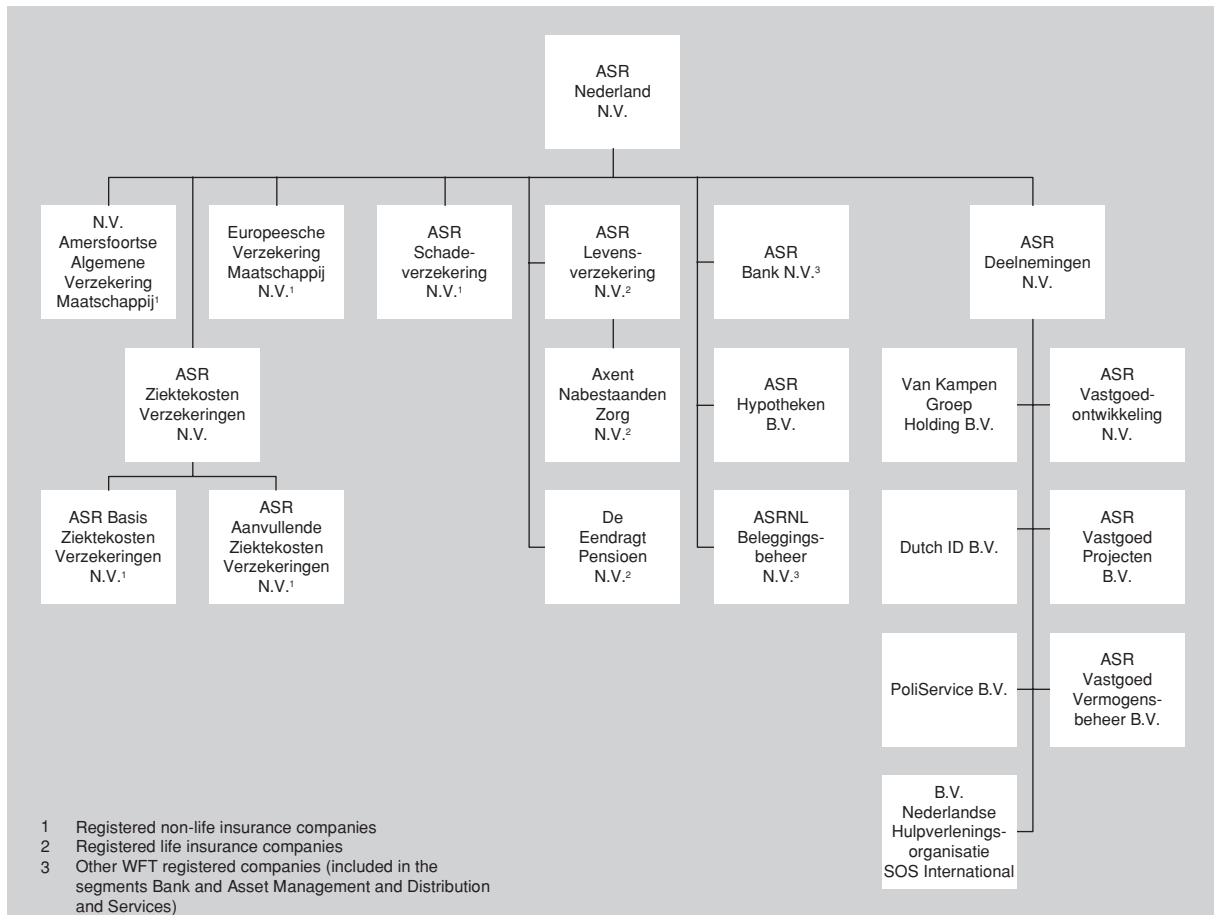 ASR
Nederland
N.V.
N.V.
Amersfoortse
Algemene
Verzekering
Maatschappij¹
Europeesche
Verzekering
Maatschappij
N.V.¹
ASR
Schade-
verzekering
N.V.¹
ASR
Levens-
verzekering
N.V.²
ASR
Bank N.V.³
ASR
Deelnemingen
N.V.
ASR
Ziektekosten
Verzekeringen
N.V.
Axent
Nabestaanden
Zorg
N.V.²
ASR
Hypotheken
B.V.
Van Kampen
Groep
Holding B.V.
ASR
Vastgoed-
ontwikkeling
N.V.
ASR Basis
Ziektekosten
Verzekeringen
N.V.¹
ASR
Aanvullende
Ziektekosten
Verzekeringen
N.V.¹
De
Eendragt
Pensioen
N.V.²
ASRNL
Beleggings-
beheer
N.V.³
Dutch ID B.V.
ASR
Vastgoed
Projecten
B.V.
PoliService B.V.
ASR
Vastgoed
Vermogens-
beheer B.V.
B.V.
Nederlandse
Hulpverlenings-
organisatie
SOS International
1 Registered non-life insurance companies
2 Registered life insurance companies
3 Other WFT registered companies (included in the
segments Bank and Asset Management and Distribution
and Services)